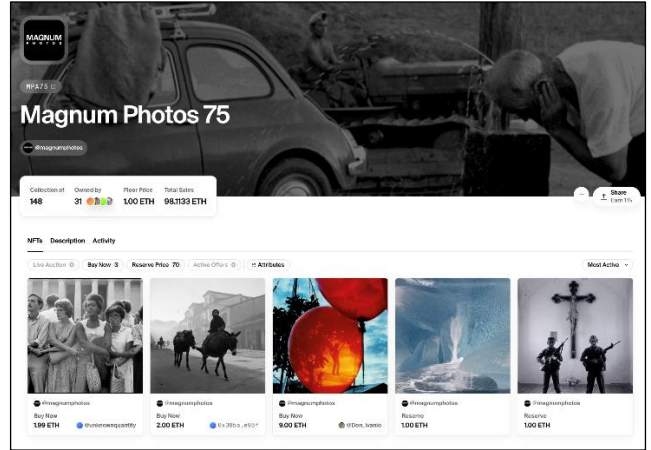 MAGNUM
PHOTOS
MPA75
Magnum Photos 75
@magnumphotos
Collection of Owned by Floor Price Total Sales
148 31 1.00 ETH 98.1133 ETH
Share
Earn 1%
NFTs Description Activity
Live Auction 0 Buy Now 3 Reserve Price 70 Active Offers 0 Attributes Most Active
@magnumphotos @magnumphotos @magnumphotos @magnumphotos @magnumphotos
Buy Now Buy Now Buy Now Reserve Reserve
1.99 ETH @unknownquantity 2.00 ETH 9.00 ETH @Don_Ivanio 1.00 ETH 1.00 ETH